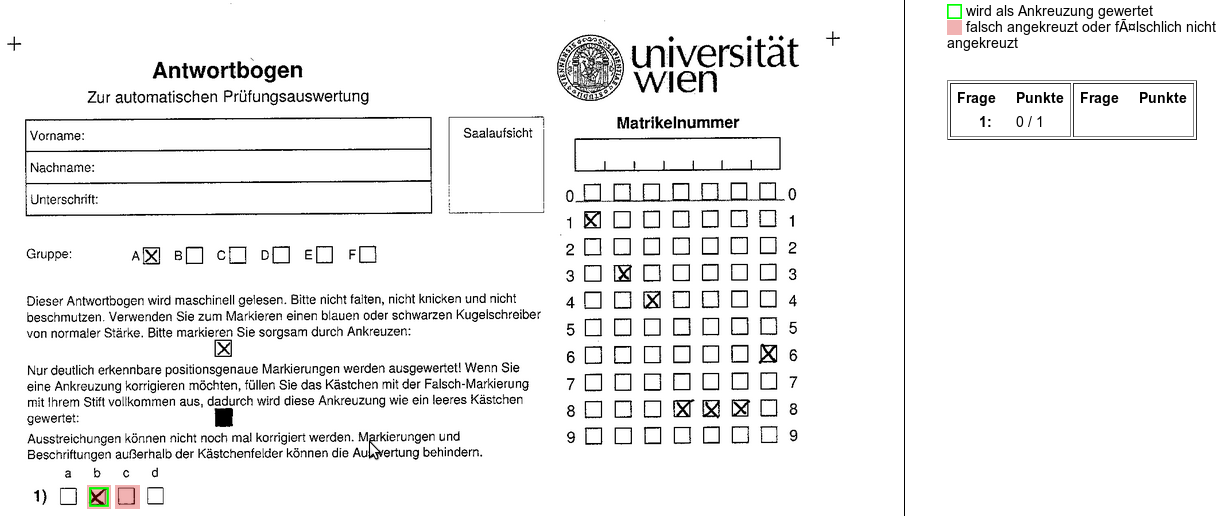 universität
wien
Antwortbogen
Zur automatischen Prüfungsauswertung
Vorname:
Nachname:
Unterschrift:
Saalaufsicht
Matrikelnummer
0 0
1 1
2 2
3 3
4 4
5 5
6 6
7 7
8 8
9 9
Gruppe: A B C D E F
Dieser Antwortbogen wird maschinell gelesen. Bitte nicht falten, nicht knicken und nicht
beschmutzen. Verwenden Sie zum Markieren einen blauen oder schwarzen Kugelschreiber
von normaler Stärke. Bitte markieren Sie sorgsam durch Ankreuzen:
Nur deutlich erkennbare positionsgenaue Markierungen werden ausgewertet! Wenn Sie
eine Ankreuzung korrigieren möchten, füllen Sie das Kästchen mit der Falsch-Markierung
mit Ihrem Stift vollkommen aus, dadurch wird diese Ankreuzung wie ein leeres Kästchen
gewertet:
Ausstreichungen können nicht noch mal korrigiert werden. Markierungen und
Beschriftungen außerhalb der Kästchenfelder können die Auswertung behindern.
a b c d
1)
wird als Ankreuzung gewertet
falsch angekreuzt oder fÃ¤lschlich nicht
angekreuzt
Frage Punkte Frage Punkte
1: 0 / 1